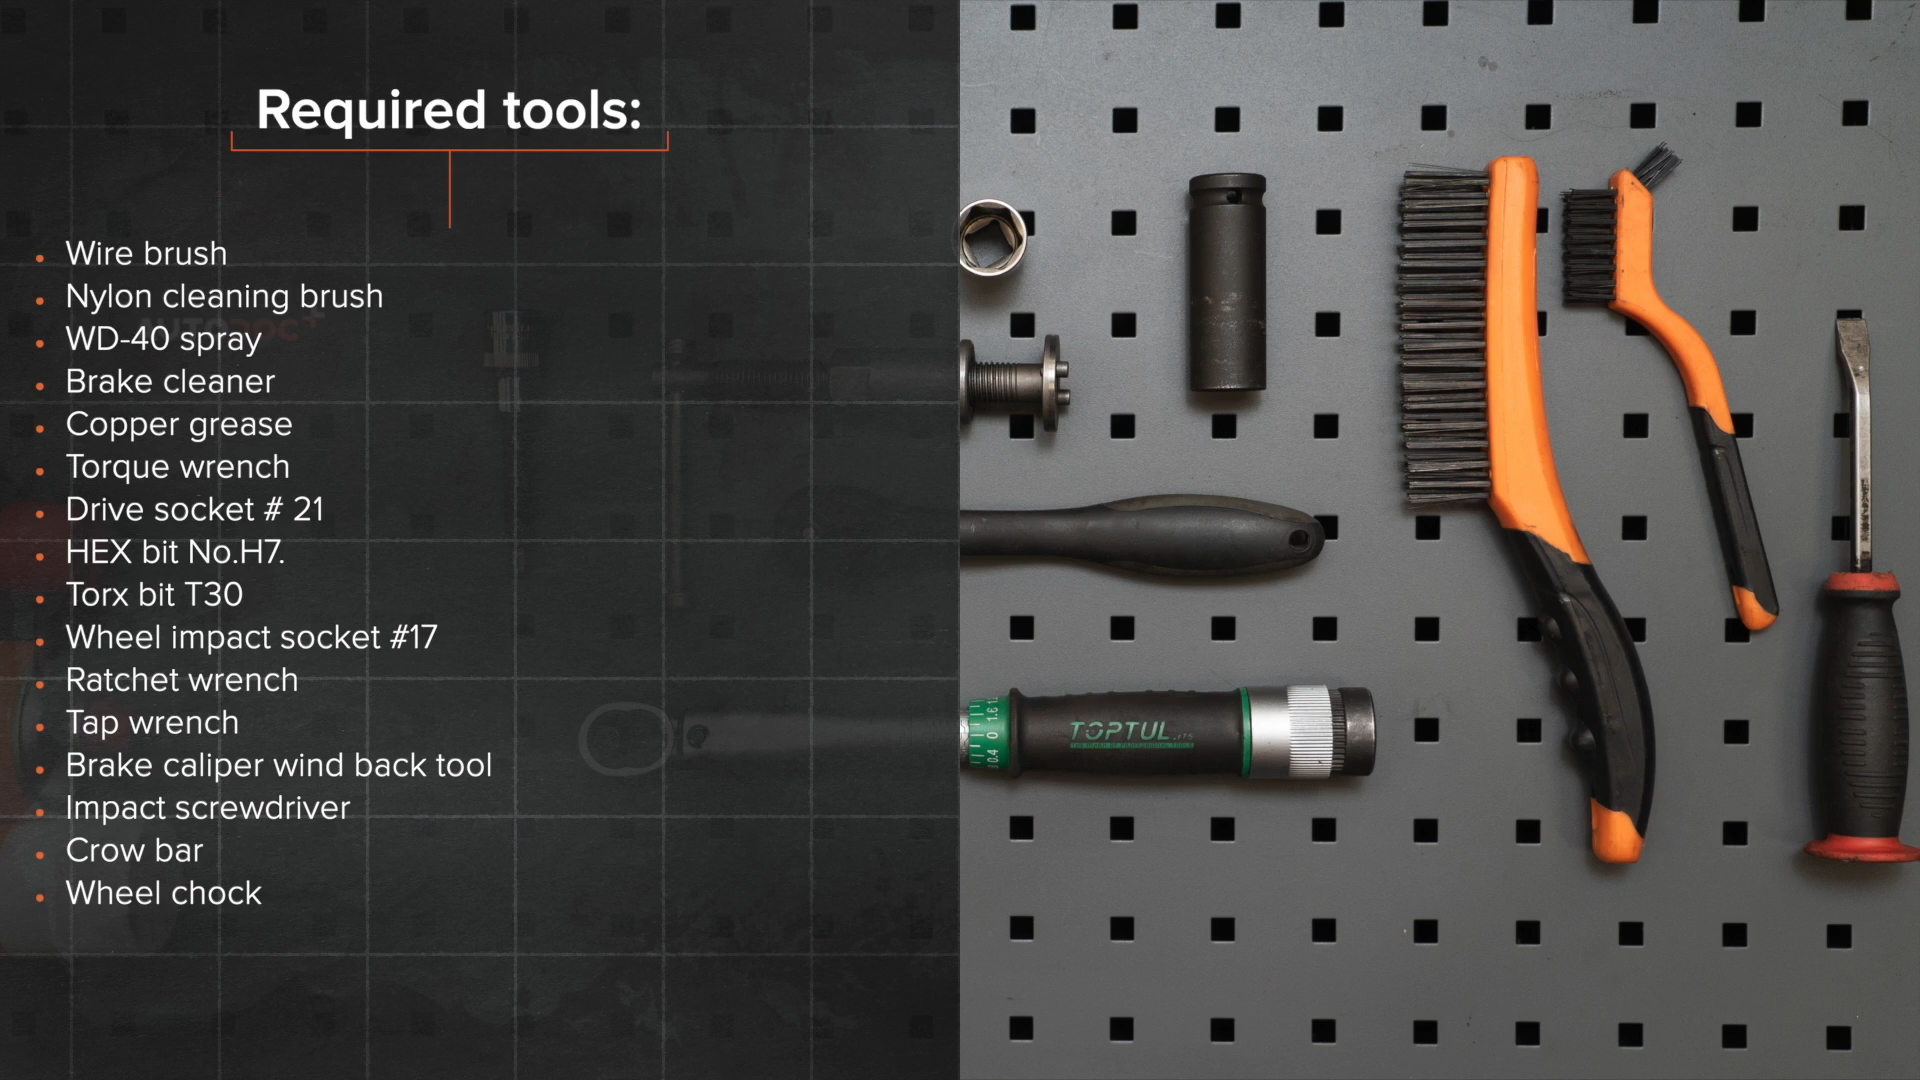 Required tools:
Wire brush
Nylon cleaning brush
WD-40 spray
Brake cleaner
Copper grease
Torque wrench
Drive socket # 21
HEX bit No.H7.
Torx bit T30
Wheel impact socket #17
Ratchet wrench
Tap wrench
Brake caliper wind back tool
Impact screwdriver
Crow bar
Wheel chock
TOPTUL